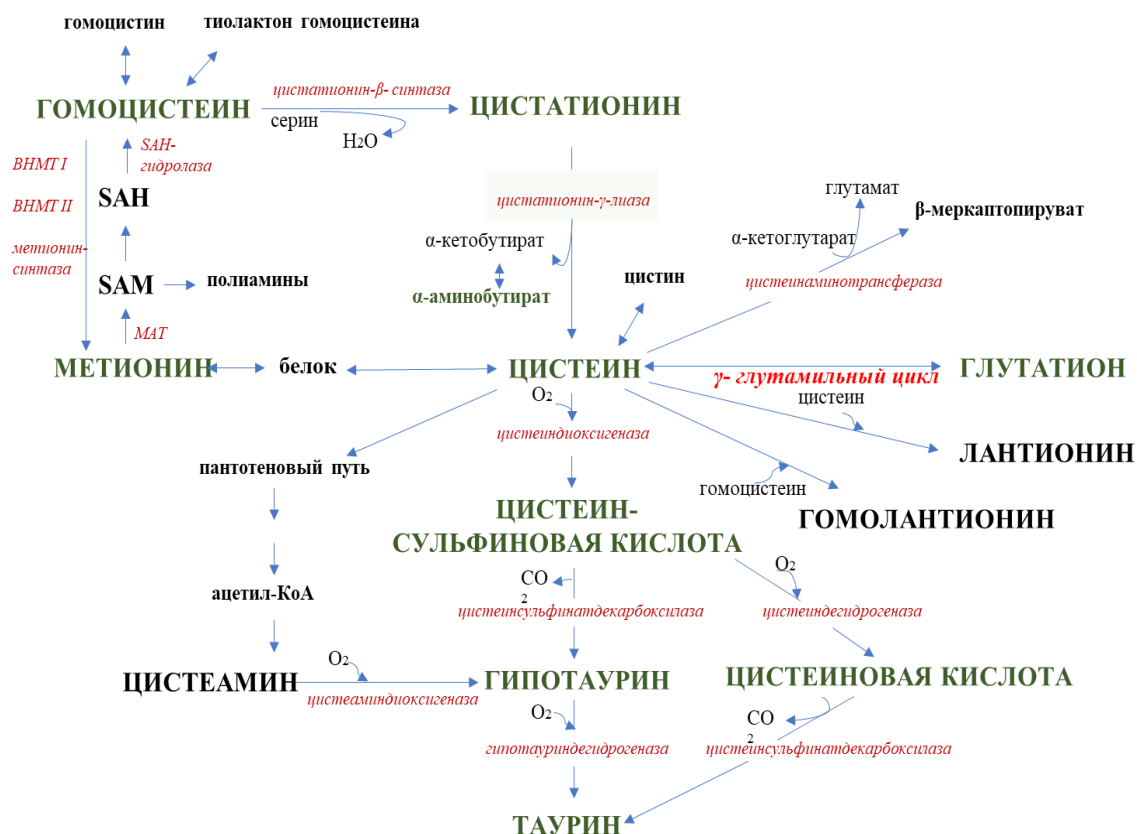 гомоцистин
тиолактон гомоцистеина
цистатионин-β- синтаза
ГОМОЦИСТЕИН
ЦИСТАТИОНИН
серин
H2O
BHMT I
SAH-
гидролаза
BHMT II
SAH
цистатионин-γ-лиаза
глутамат
β-меркаптопируват
метионин-
синтаза
α-кетобутират
α-кетоглутарат
SAM
полиамины
цистин
цистеинаминотрансфераза
α-аминобутират
МАТ
МЕТИОНИН
белок
ЦИСТЕИН
γ- глутамильный цикл
ГЛУТАТИОН
O2
цистеин
цистеиндиоксигеназа
ЛАНТИОНИН
пантотеновый путь
гомоцистеин
ЦИСТЕИН-
СУЛЬФИНОВАЯ КИСЛОТА
ГОМОЛАНТИОНИН
O2
CO
2
ацетил-КоА
цистеинсульфинатдекарбоксилаза
цистеиндегидрогеназа
O2
ЦИСТЕАМИН
ГИПОТАУРИН
ЦИСТЕИНОВАЯ КИСЛОТА
цистеаминдиоксигеназа
O2
CO
2
гипотауриндегидрогеназа
цистеинсульфинатдекарбоксилаза
ТАУРИН